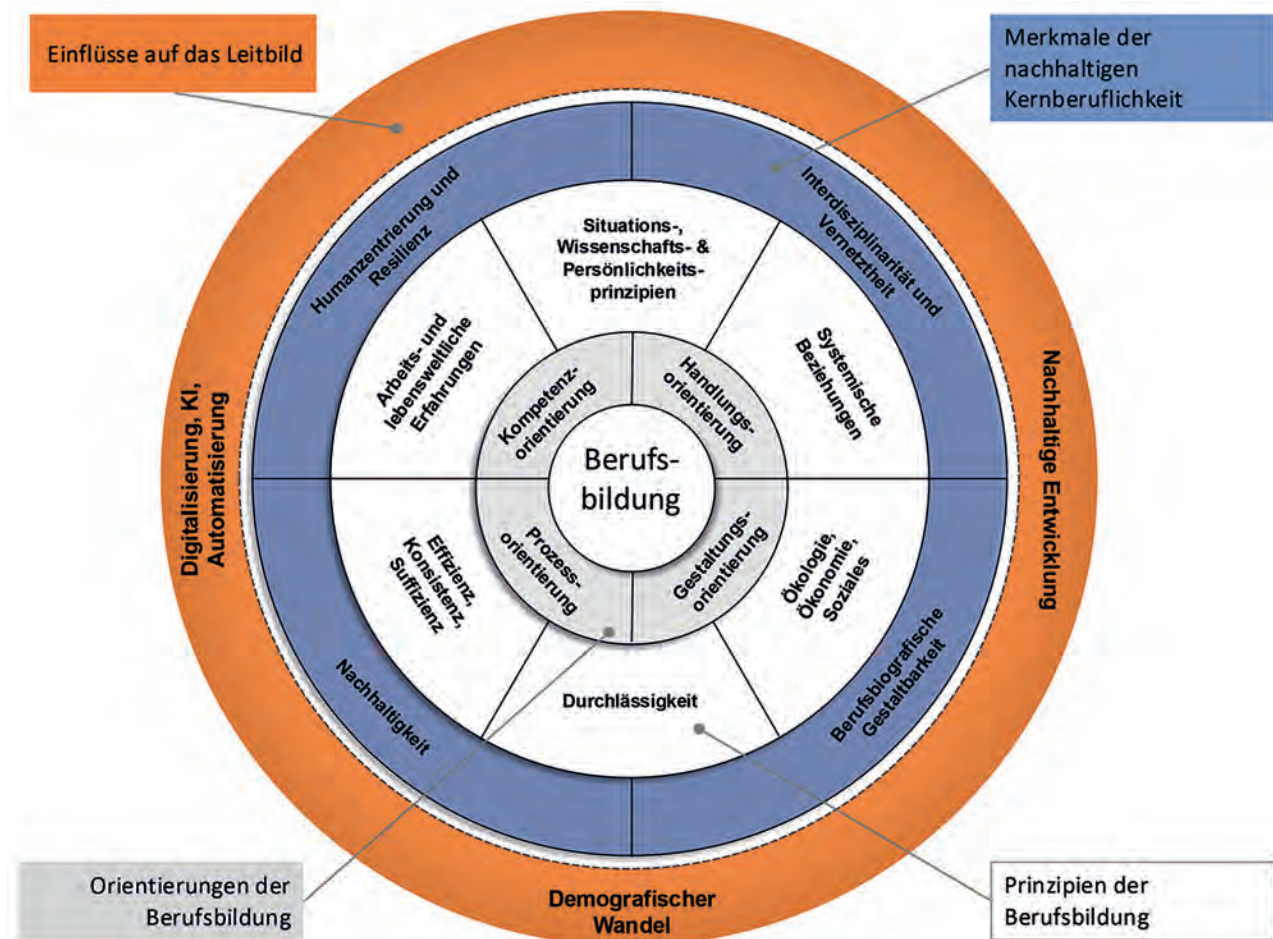 Einflüsse auf das Leitbild
Merkmale der
nachhaltigen
Kernberuflichkeit
Humanzentrierung und
Resilienz
Interdisziplinarität und
Vernetztheit
Situations-,
Wissenschafts- &
Persönlichkeits-
prinzipien
Arbeits- und
lebensweltliche
Erfahrungen
Systemische
Beziehungen
Kompetenz-
orientierung
Handlungs-
orientierung
Digitalisierung, KI,
Automatisierung
Berufs-
bildung
Nachhaltige Entwicklung
Prozess-
orientierung
Gestaltungs-
orientierung
Effizienz,
Konsistenz,
Suffizienz
Ökologie,
Ökonomie,
Soziales
Durchlässigkeit
Nachhaltigkeit
Berufsbiografische
Gestaltbarkeit
Orientierungen der
Berufsbildung
Demografischer
Wandel
Prinzipien der
Berufsbildung